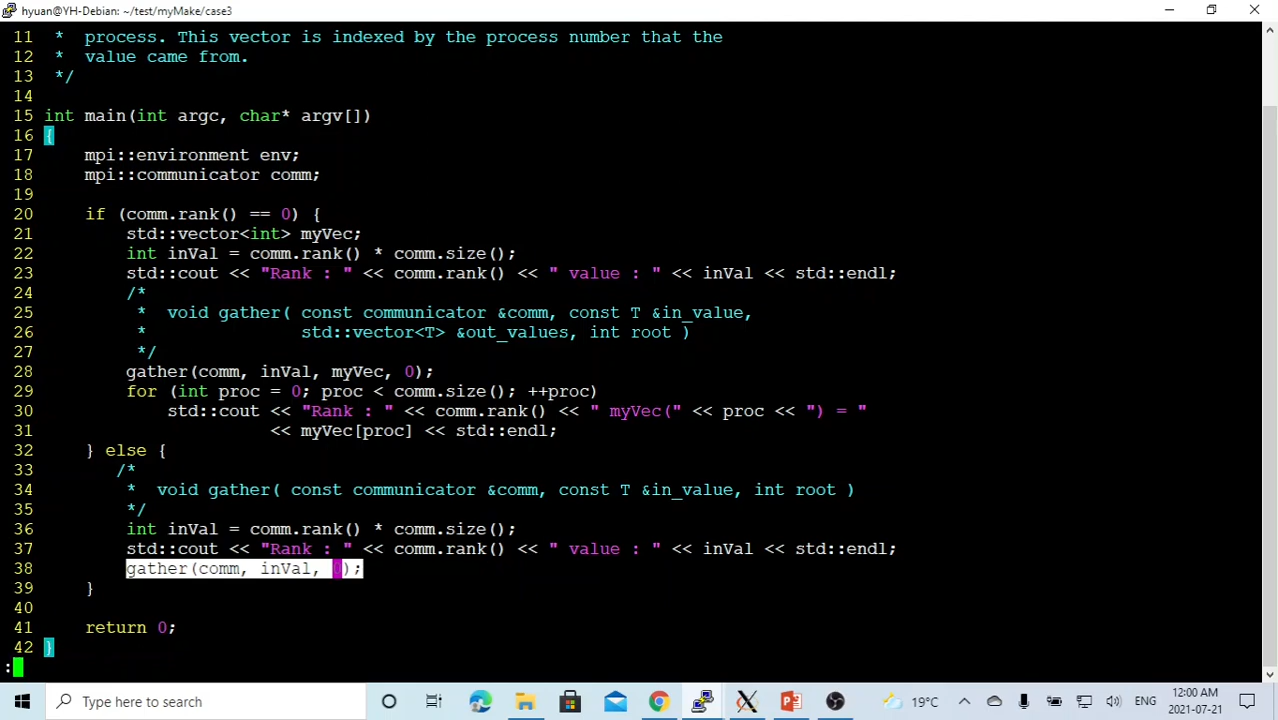 hyuan@YH-Debian: ~/test/myMake/case3
11  *  process. This vector is indexed by the process number that the
12  *  value came from.
13  */
14
15 int main(int argc, char* argv[])
16 {
17     mpi::environment env;
18     mpi::communicator comm;
19
20     if (comm.rank() == 0) {
21         std::vector<int> myVec;
22         int inVal = comm.rank() * comm.size();
23         std::cout << "Rank : " << comm.rank() << " value : " << inVal << std::endl;
24         /*
25          *  void gather( const communicator &comm, const T &in_value,
26          *               std::vector<T> &out_values, int root )
27          */
28         gather(comm, inVal, myVec, 0);
29         for (int proc = 0; proc < comm.size(); ++proc)
30             std::cout << "Rank : " << comm.rank() << " myVec(" << proc << ") = "
31                       << myVec[proc] << std::endl;
32     } else {
33        /*
34         *  void gather( const communicator &comm, const T &in_value, int root )
35         */
36         int inVal = comm.rank() * comm.size();
37         std::cout << "Rank : " << comm.rank() << " value : " << inVal << std::endl;
38         gather(comm, inVal, 0);
39     }
40
41     return 0;
42 }
:
Type here to search
19°C
ENG
12:00 AM
2021-07-21